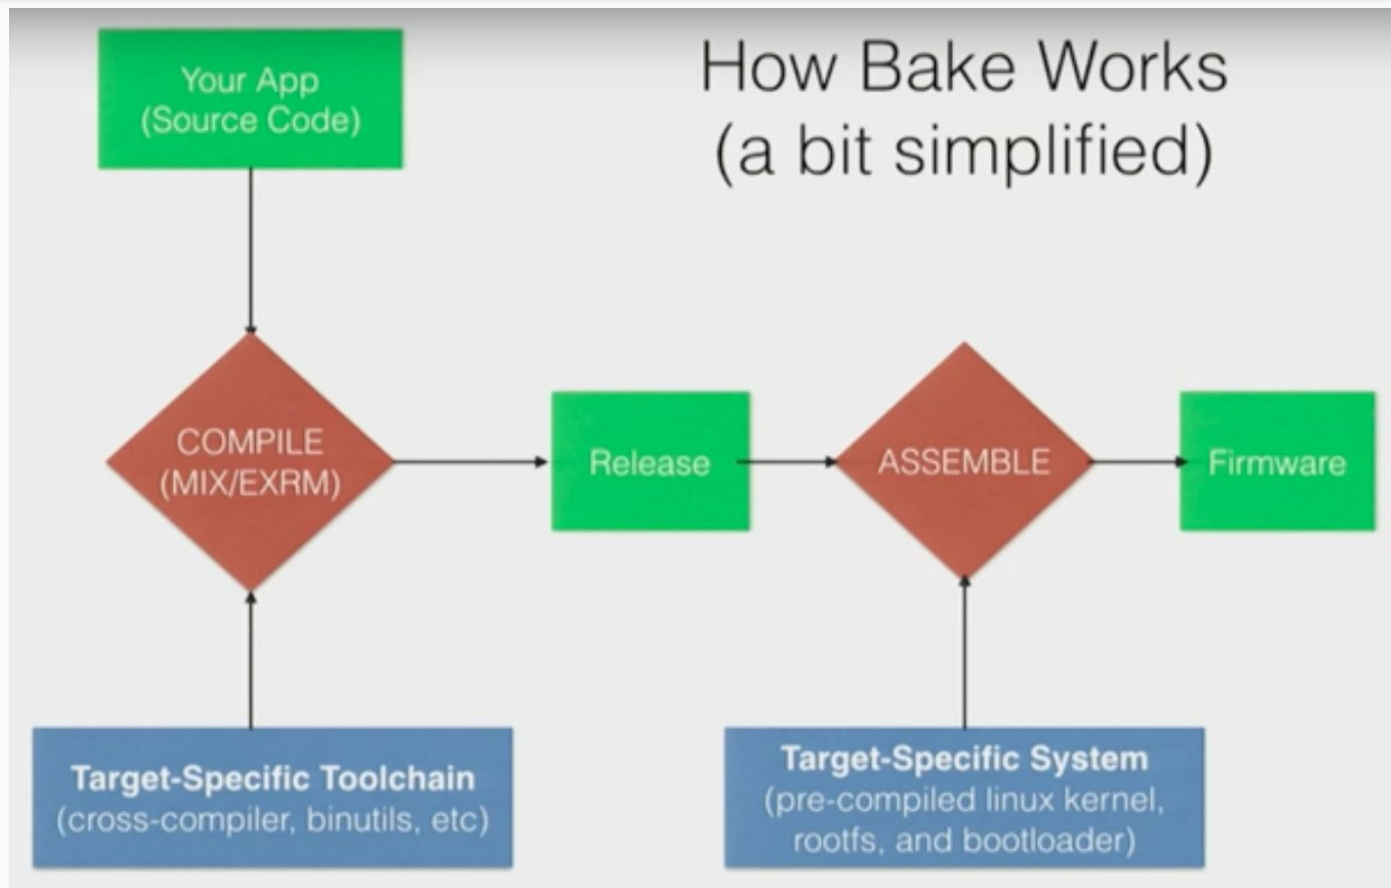 How Bake Works
(a bit simplified)
Your App
(Source Code)
COMPILE
(MIX/EXRM)
Release
ASSEMBLE
Firmware
Target-Specific Toolchain
(cross-compiler, binutils, etc)
Target-Specific System
(pre-compiled linux kernel,
rootfs, and bootloader)